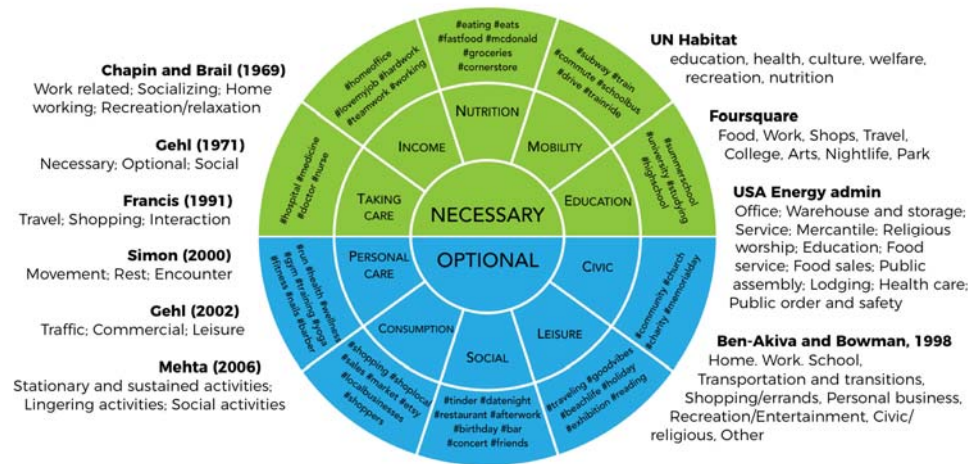 Chapin and Brail (1969)
Work related; Socializing; Home
working; Recreation/relaxation
Gehl (1971)
Necessary; Optional; Social
Francis (1991)
Travel; Shopping; Interaction
Simon (2000)
Movement; Rest; Encounter
Gehl (2002)
Traffic; Commercial; Leisure
Mehta (2006)
Stationary and sustained activities;
Lingering activities; Social activities
#hospital #medicine
#doctor #nurse
#homeoffice
#lovemyjob #hardwork
#teamwork #working
#eating #eats
#fastfood #mcdonald
#groceries
#cornerstore
#subway #train
#commute #schoolbus
#drive #trainride
#summerschool
#university #studying
#highschool
TAKING
CARE
INCOME
NUTRITION
MOBILITY
EDUCATION
NECESSARY
OPTIONAL
PERSONAL
CARE
CONSUMPTION
SOCIAL
LEISURE
CIVIC
#run #health #wellness
#gym #training #yoga
#fitness #nails #barber
#shopping #shoplocal
#sales #market #etsy
#localbusinesses
#shoppers
#tinder #datenight
#restaurant #afterwork
#birthday #bar
#concert #friends
#traveling #goodvibes
#beachlife #holiday
#exhibition #reading
#community #church
#charity #memorialday
UN Habitat
education, health, culture, welfare,
recreation, nutrition
Foursquare
Food, Work, Shops, Travel,
College, Arts, Nightlife, Park
USA Energy admin
Office; Warehouse and storage;
Service; Mercantile; Religious
worship; Education; Food
service; Food sales; Public
assembly; Lodging; Health care;
Public order and safety
Ben-Akiva and Bowman, 1998
Home. Work. School,
Transportation and transitions,
Shopping/errands, Personal business,
Recreation/Entertainment, Civic/
religious, Other